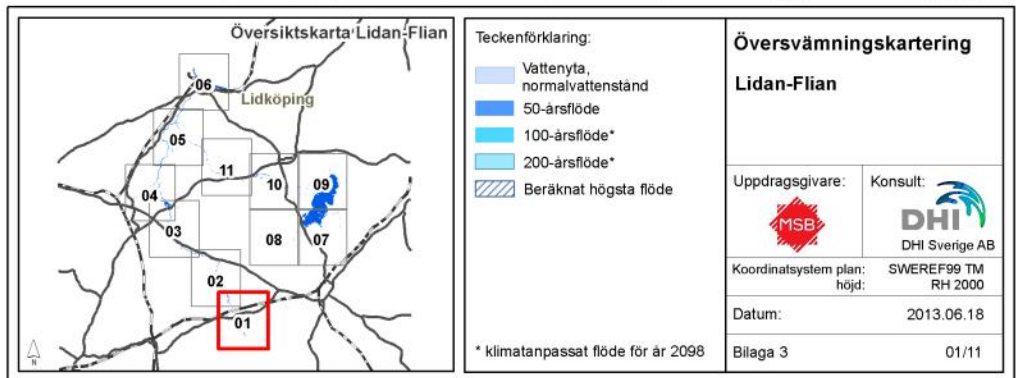 Översiktskarta Lidan-Flian
06
Lidköping
05
11
10
09
04
03
08
07
02
01
N
Teckenförklaring:
Vattenyta,
normalvattenstånd
50-årsflöde
100-årsflöde*
200-årsflöde*
Beräknat högsta flöde
* klimatanpassat flöde för år 2098
Översvämningskartering
Lidan-Flian
Uppdragsgivare:
MSB
Konsult:
DHI
DHI Sverige AB
Koordinatsystem plan: SWEREF99 TM
höjd: RH 2000
Datum: 2013.06.18
Bilaga 3 01/11